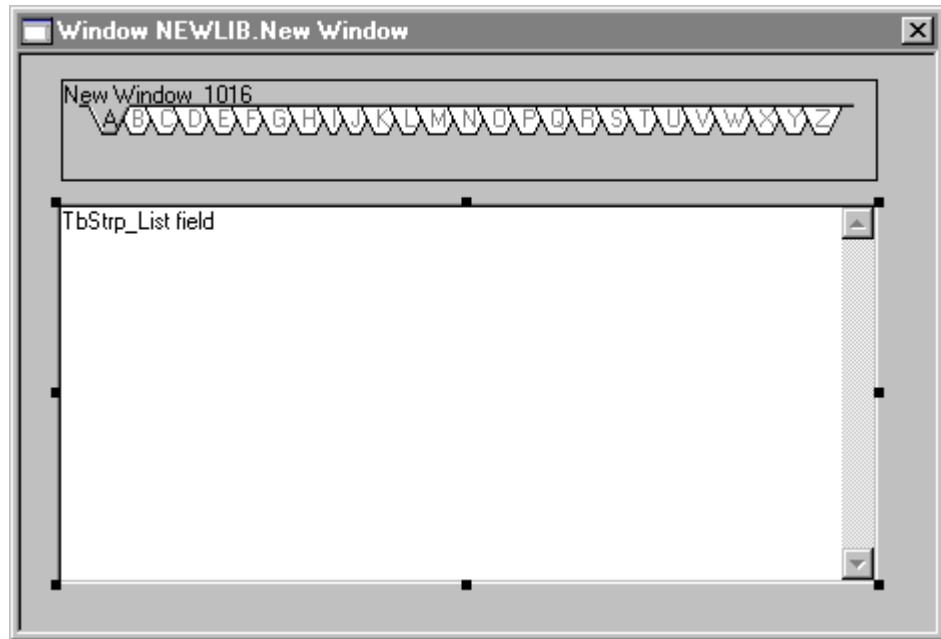 Window NEWLIB.New Window
New Window_1016
A B C D E F G H I J K L M N O P Q R S T U V W X Y Z
TbStrp_List field